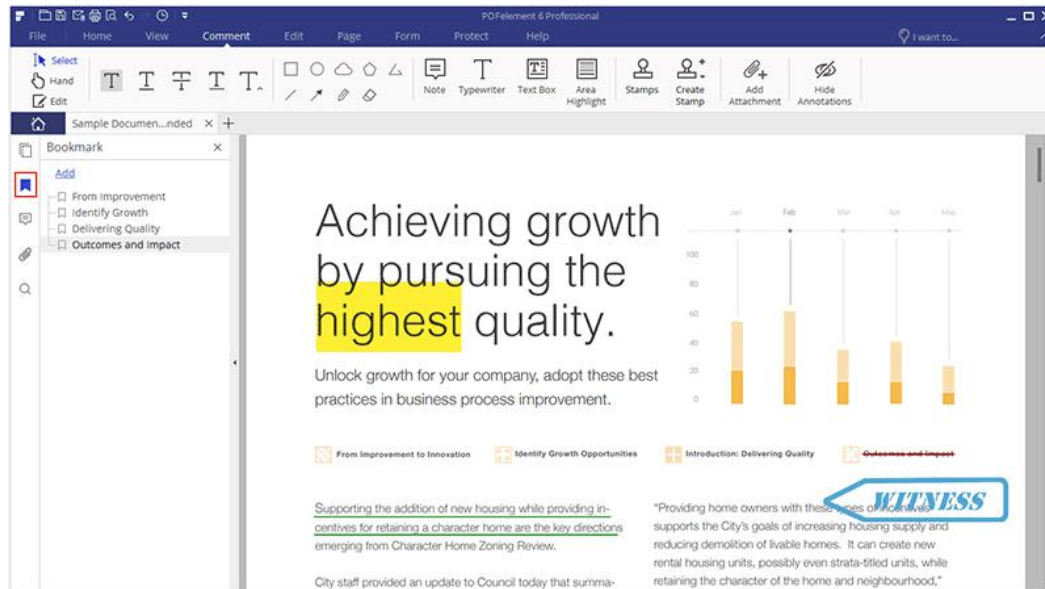 PDFelement 6 Professional
File Home View Comment Edit Page Form Protect Help I want to...
Select
Hand
Edit
Note Typewriter Text Box Area Highlight Stamps Create Stamp Add Attachment Hide Annotations
Sample Documen...nded
Bookmark
Add
From Improvement
Identify Growth
Delivering Quality
Outcomes and Impact
Achieving growth
by pursuing the
highest quality.
Unlock growth for your company, adopt these best
practices in business process improvement.
Jan Feb Mar Apr May
100
80
60
40
20
0
From Improvement to Innovation Identify Growth Opportunities Introduction: Delivering Quality Outcomes and Impact
Supporting the addition of new housing while providing in-
centives for retaining a character home are the key directions
emerging from Character Home Zoning Review.
City staff provided an update to Council today that summa-
WITNESS
"Providing home owners with these types of incentives
supports the City's goals of increasing housing supply and
reducing demolition of livable homes. It can create new
rental housing units, possibly even strata-titled units, while
retaining the character of the home and neighbourhood,"